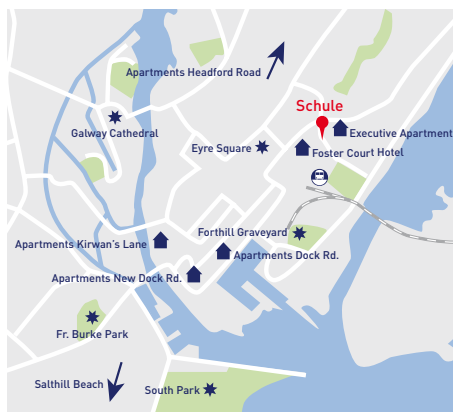 Apartments Headford Road
Schule
Galway Cathedral
Executive Apartment
Eyre Square
Foster Court Hotel
Forthill Graveyard
Apartments Kirwan's Lane
Apartments Dock Rd.
Apartments New Dock Rd.
Fr. Burke Park
Salthill Beach
South Park